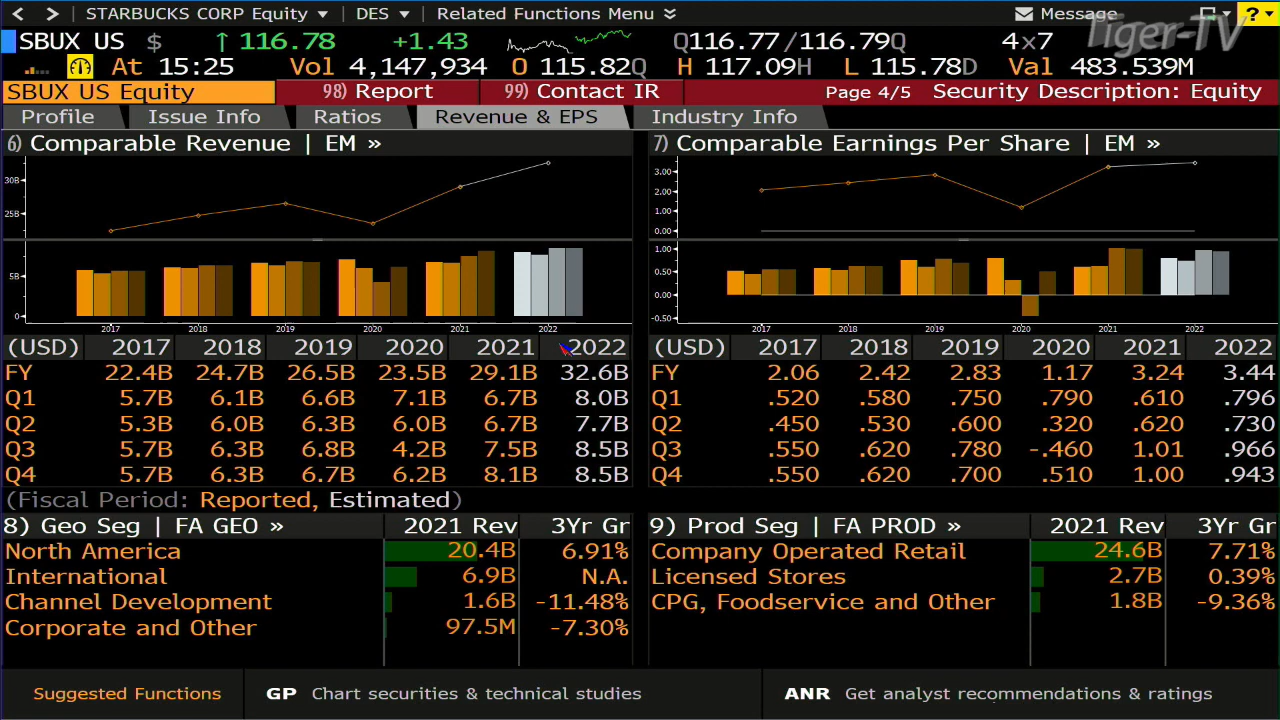 < > STARBUCKS CORP Equity ▾ DES ▾ Related Functions Menu ≫ Message ? ▾
Tiger-TV
SBUX US $ ↑ 116.78 +1.43 Q116.77/116.79Q 4x7
At 15:25 Vol 4,147,934 O 115.82Q H 117.09H L 115.78D Val 483.539M
SBUX US Equity 98) Report 99) Contact IR Page 4/5 Security Description: Equity
Profile Issue Info Ratios Revenue & EPS Industry Info
6) Comparable Revenue | EM »
30B
25B
5B
0
2017 2018 2019 2020 2021 2022
(USD) 2017 2018 2019 2020 2021 2022
FY 22.4B 24.7B 26.5B 23.5B 29.1B 32.6B
Q1 5.7B 6.1B 6.6B 7.1B 6.7B 8.0B
Q2 5.3B 6.0B 6.3B 6.0B 6.7B 7.7B
Q3 5.7B 6.3B 6.8B 4.2B 7.5B 8.5B
Q4 5.7B 6.3B 6.7B 6.2B 8.1B 8.5B
7) Comparable Earnings Per Share | EM »
3.00
2.00
1.00
0.00
1.00
0.50
0.00
-0.50
2017 2018 2019 2020 2021 2022
(USD) 2017 2018 2019 2020 2021 2022
FY 2.06 2.42 2.83 1.17 3.24 3.44
Q1 .520 .580 .750 .790 .610 .796
Q2 .450 .530 .600 .320 .620 .730
Q3 .550 .620 .780 -.460 1.01 .966
Q4 .550 .620 .700 .510 1.00 .943
(Fiscal Period: Reported, Estimated)
8) Geo Seg | FA GEO » 2021 Rev 3Yr Gr
North America 20.4B 6.91%
International 6.9B N.A.
Channel Development 1.6B -11.48%
Corporate and Other 97.5M -7.30%
9) Prod Seg | FA PROD » 2021 Rev 3Yr Gr
Company Operated Retail 24.6B 7.71%
Licensed Stores 2.7B 0.39%
CPG, Foodservice and Other 1.8B -9.36%
Suggested Functions GP Chart securities & technical studies ANR Get analyst recommendations & ratings